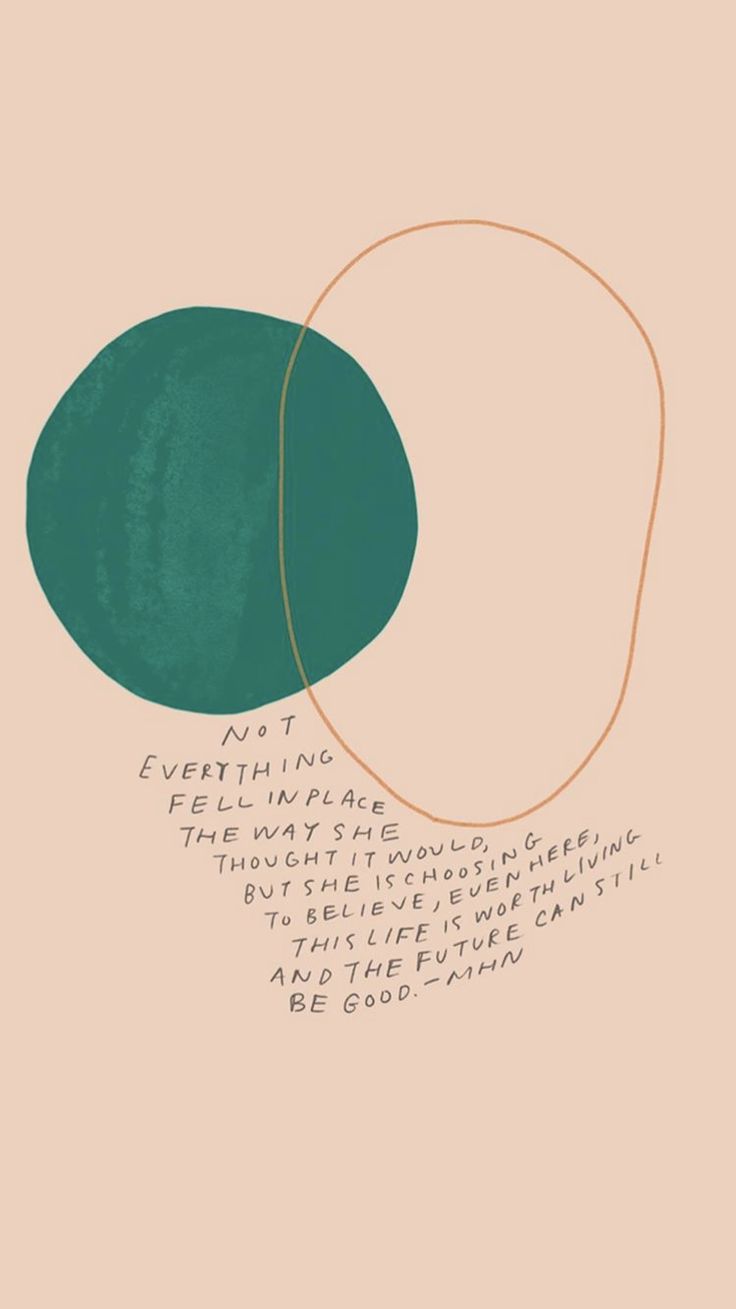 NOT
EVERYTHING
FELL IN PLACE
THE WAY SHE
THOUGHT IT WOULD,
BUT SHE IS CHOOSING
TO BELIEVE, EVEN HERE,
THIS LIFE IS WORTH LIVING
AND THE FUTURE CAN STILL
BE GOOD. – MHN